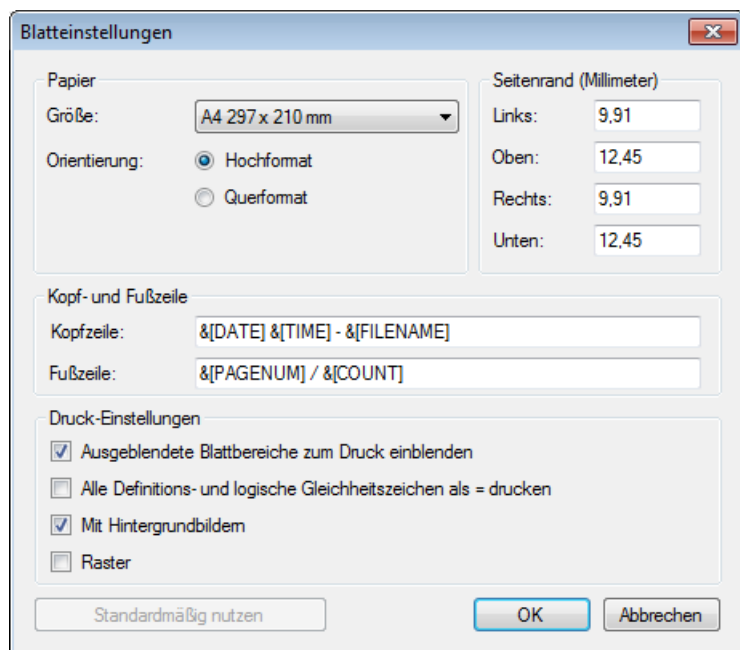 Blatteinstellungen
Papier
Größe: A4 297 x 210 mm
Orientierung: Hochformat
Querformat
Seitenrand (Millimeter)
Links: 9,91
Oben: 12,45
Rechts: 9,91
Unten: 12,45
Kopf- und Fußzeile
Kopfzeile: &[DATE] &[TIME] - &[FILENAME]
Fußzeile: &[PAGENUM] / &[COUNT]
Druck-Einstellungen
Ausgeblendete Blattbereiche zum Druck einblenden
Alle Definitions- und logische Gleichheitszeichen als = drucken
Mit Hintergrundbildern
Raster
Standardmäßig nutzen OK Abbrechen